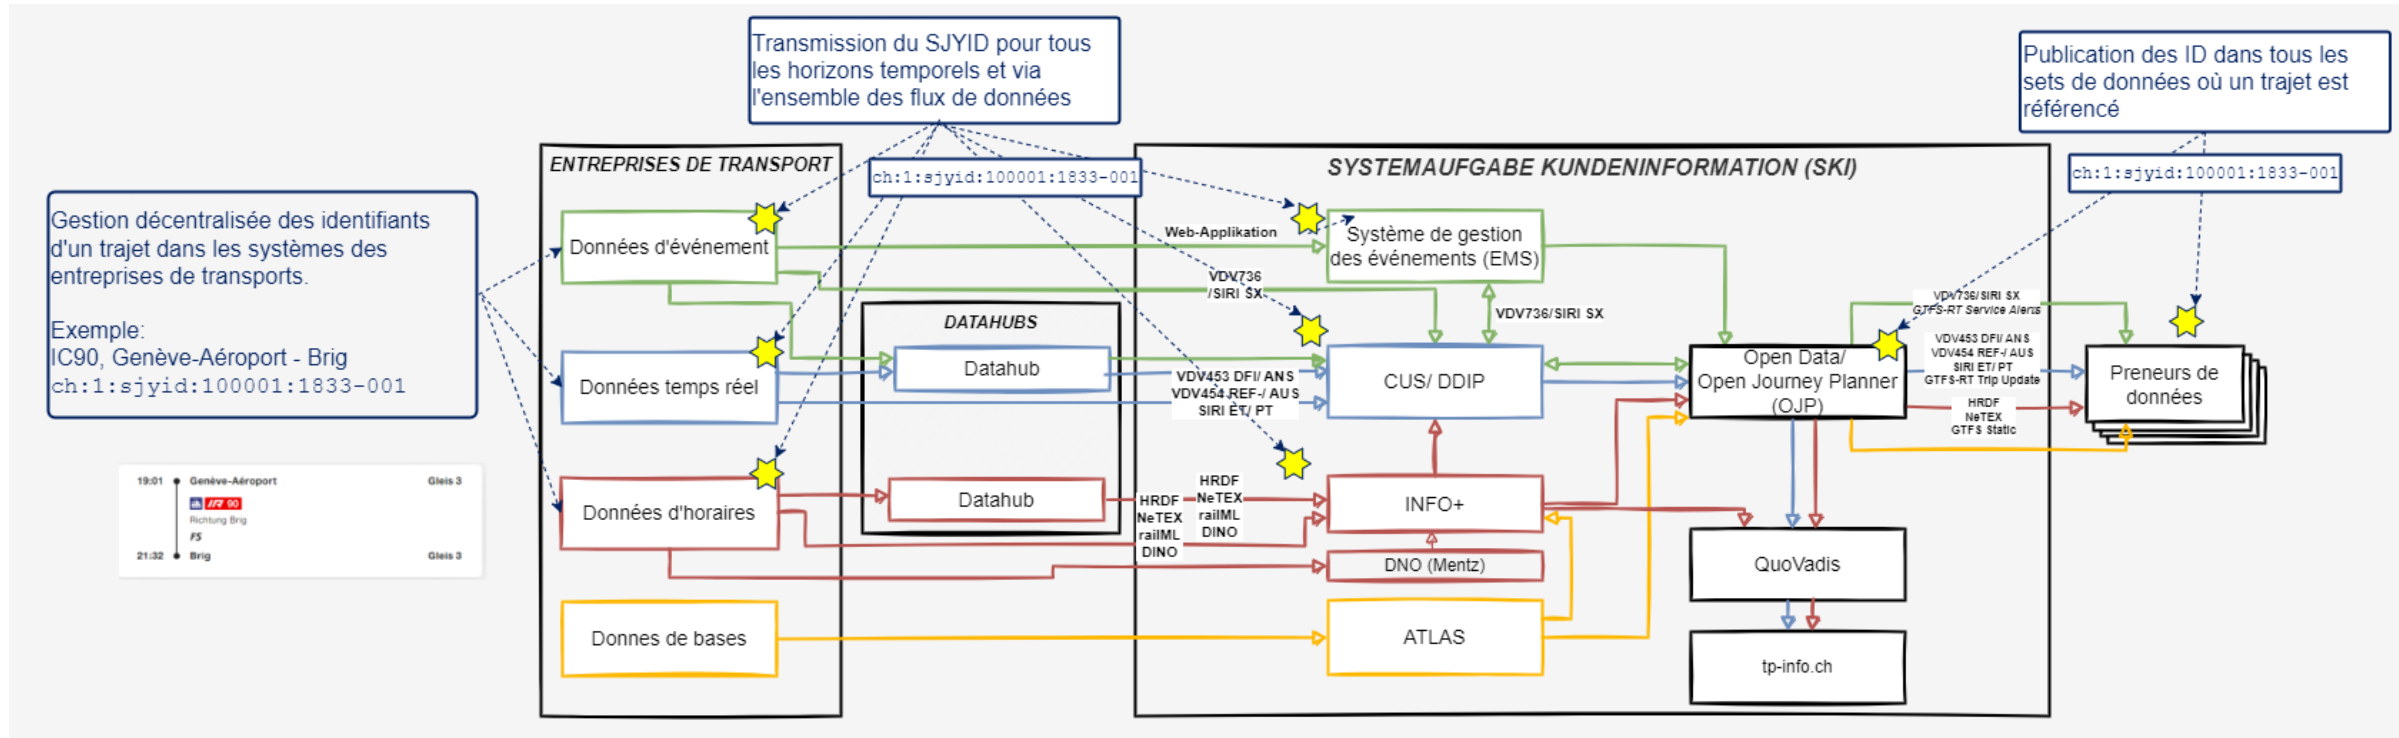 Transmission du SJYID pour tous
les horizons temporels et via
l'ensemble des flux de données
Publication des ID dans tous les
sets de données où un trajet est
référencé
ch:1:sjyid:100001:1833-001
ch:1:sjyid:100001:1833-001
Gestion décentralisée des identifiants
d'un trajet dans les systèmes des
entreprises de transports.
Exemple:
IC90, Genève-Aéroport - Brig
ch:1:sjyid:100001:1833-001
19:01 Genève-Aéroport Gleis 3
IR 90
Richtung Brig
FS
21:32 Brig Gleis 3
ENTREPRISES DE TRANSPORT
Données d'événement
Données temps réel
Données d'horaires
Donnes de bases
DATAHUBS
Datahub
Datahub
SYSTEMAUFGABE KUNDENINFORMATION (SKI)
Web-Applikation
VDV736
/SIRI SX
VDV736/SIRI SX
VDV453 DFI/ ANS
VDV454 REF-/ AUS
SIRI ET/ PT
HRDF
NeTEX
railML
DINO
HRDF
NeTEX
railML
DINO
Système de gestion
des événements (EMS)
CUS/ DDIP
INFO+
DNO (Mentz)
ATLAS
Open Data/
Open Journey Planner
(OJP)
QuoVadis
tp-info.ch
VDV736/SIRI SX
GTFS-RT Service Alerts
VDV453 DFI/ ANS
VDV454 REF-/ AUS
SIRI ET/ PT
GTFS-RT Trip Update
HRDF
NeTEX
GTFS Static
Preneurs de
données